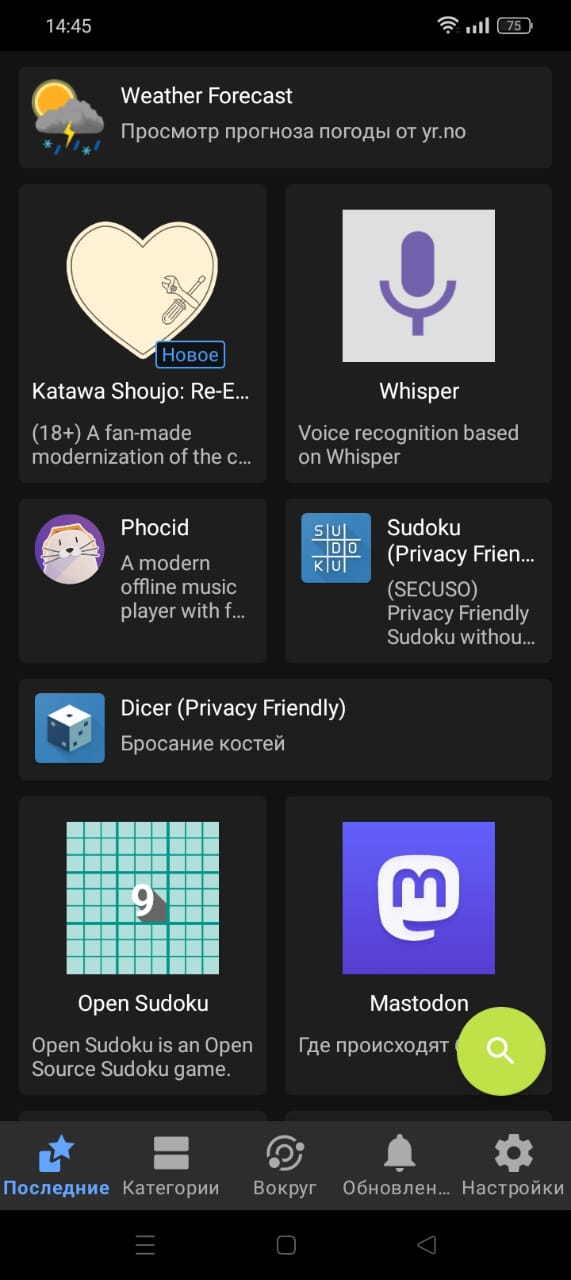 14:45
75
Weather Forecast
Просмотр прогноза погоды от yr.no
Новое
Katawa Shoujo: Re-E...
(18+) A fan-made
modernization of the c...
Whisper
Voice recognition based
on Whisper
Phocid
A modern
offline music
player with f...
SU
DO
KU
Sudoku
(Privacy Frien...
(SECUSO)
Privacy Friendly
Sudoku withou...
Dicer (Privacy Friendly)
Бросание костей
9
Open Sudoku
Open Sudoku is an Open
Source Sudoku game.
m
Mastodon
Где происходят
Последние
Категории
Вокруг
Обновлен...
Настройки